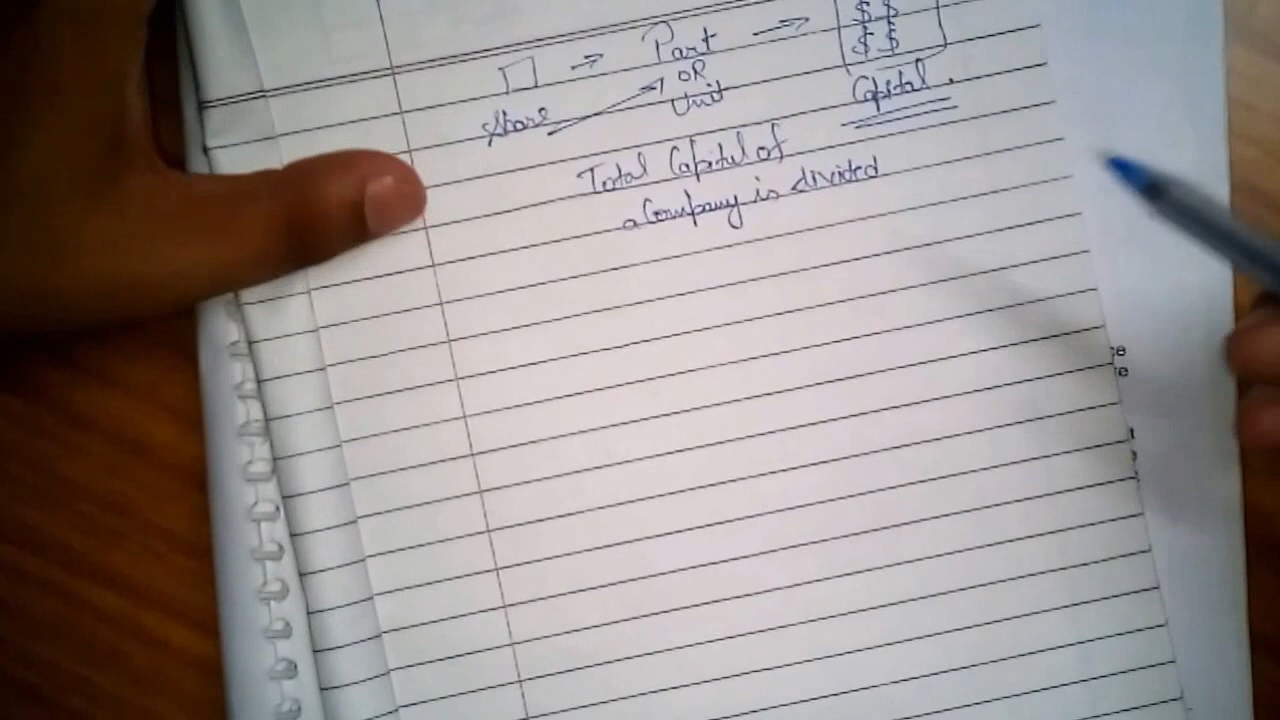 $ $
$ $
⇒ Part ⇒
OR
Unit
Share
Capital.
Total Capital of
a Company is divided
e
e